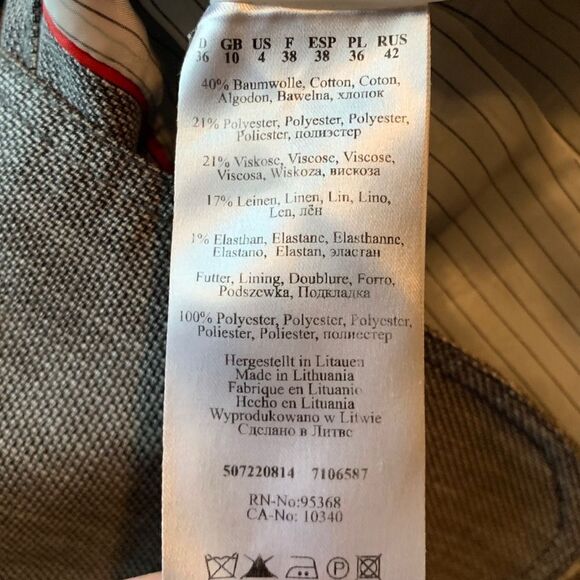 D GB US F ESP PL RUS
36 10 4 38 38 36 42
40% Baumwolle, Cotton, Coton,
Algodon, Bawełna, хлопок
21% Polyester, Polyester, Polyester,
Poliester, полиэстер
21% Viskose, Viscose, Viscose,
Viscosa, Wiskoza, вискоза
17% Leinen, Linen, Lin, Lino,
Len, лён
1% Elasthan, Elastane, Elasthanne,
Elastano, Elastan, эластан
Futter, Lining, Doublure, Forro,
Podszewka, Подкладка
100% Polyester, Polyester, Polyester,
Poliester, Poliester, полиестер
Hergestellt in Litauen
Made in Lithuania
Fabrique en Lituanie
Hecho en Lituania
Wyprodukowano w Litwie
Сделано в Литве
507220814 7106587
RN-No:95368
CA-No: 10340
P